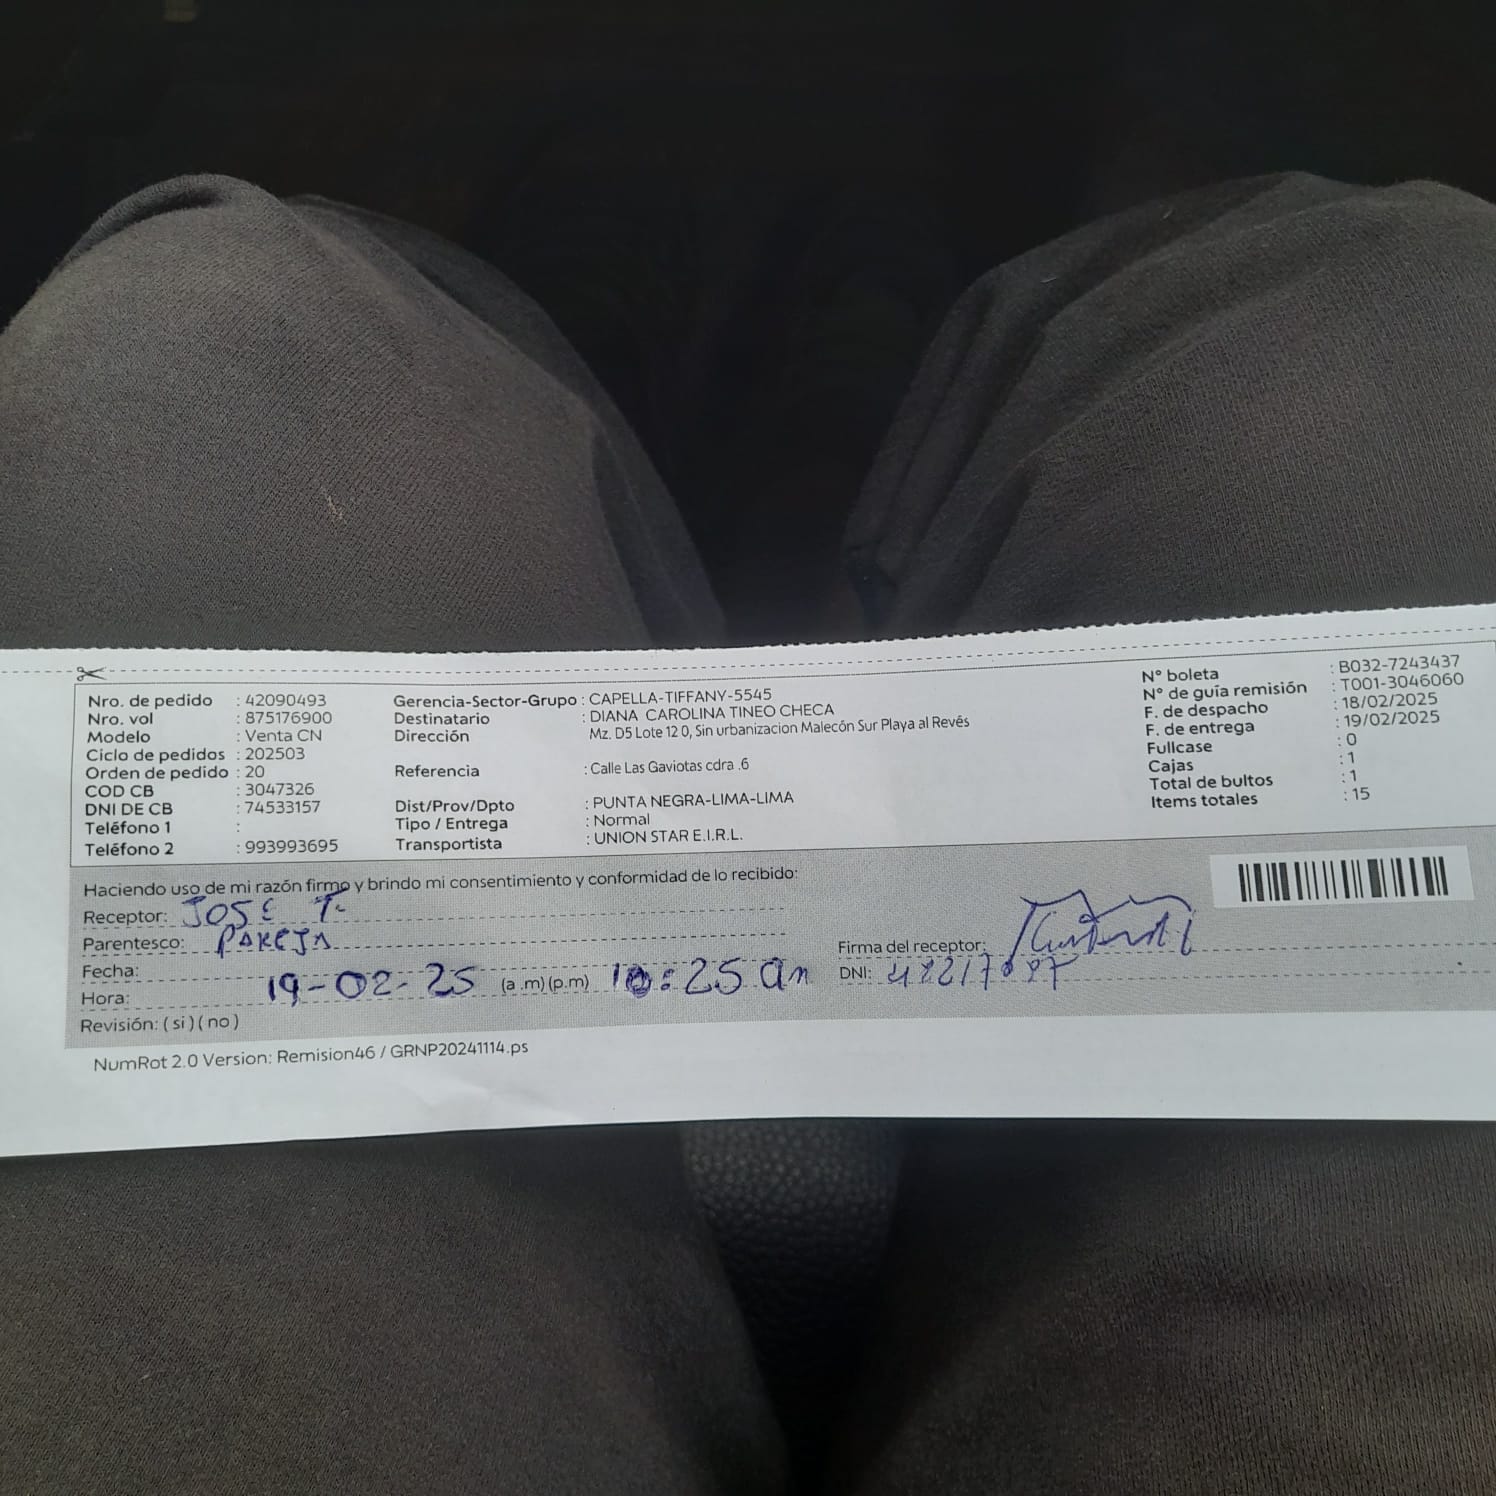 Nro. de pedido : 42090493
Nro. vol : 875176900
Modelo : Venta CN
Ciclo de pedidos : 202503
Orden de pedido : 20
COD CB : 3047326
DNI DE CB : 74533157
Teléfono 1 :
Teléfono 2 : 993993695
Gerencia-Sector-Grupo : CAPELLA-TIFFANY-5545
Destinatario : DIANA CAROLINA TINEO CHECA
Dirección Mz. D5 Lote 12 0, Sin urbanizacion Malecón Sur Playa al Revés
Referencia : Calle Las Gaviotas cdra .6
Dist/Prov/Dpto : PUNTA NEGRA-LIMA-LIMA
Tipo / Entrega : Normal
Transportista : UNION STAR E.I.R.L.
N° boleta : B032-7243437
N° de guía remisión : T001-3046060
F. de despacho : 18/02/2025
F. de entrega : 19/02/2025
Fullcase : 0
Cajas : 1
Total de bultos : 1
Items totales : 15
Haciendo uso de mi razón firmo y brindo mi consentimiento y conformidad de lo recibido:
Receptor: JOSE T.
Parentesco: PAREJA
Fecha: 19-02-25
Hora: (a .m) (p.m) 10:25 am
Revisión: ( si ) ( no )
Firma del receptor:
DNI:
NumRot 2.0 Version: Remision46 / GRNP20241114.ps